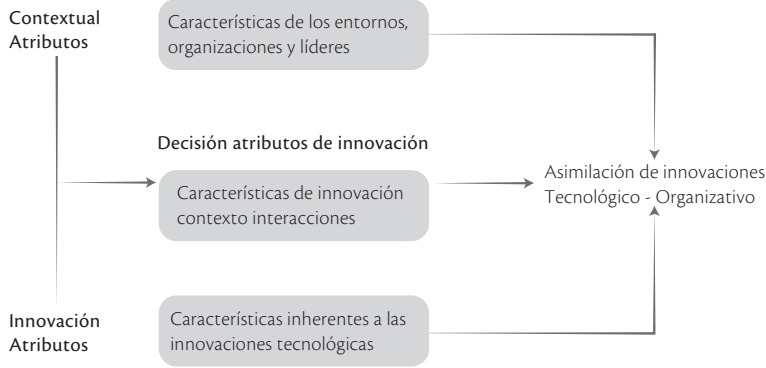 Contextual
Atributos
Características de los entornos,
organizaciones y líderes
Decisión atributos de innovación
Características de innovación
contexto interacciones
Asimilación de innovaciones
Tecnológico - Organizativo
Innovación
Atributos
Características inherentes a las
innovaciones tecnológicas